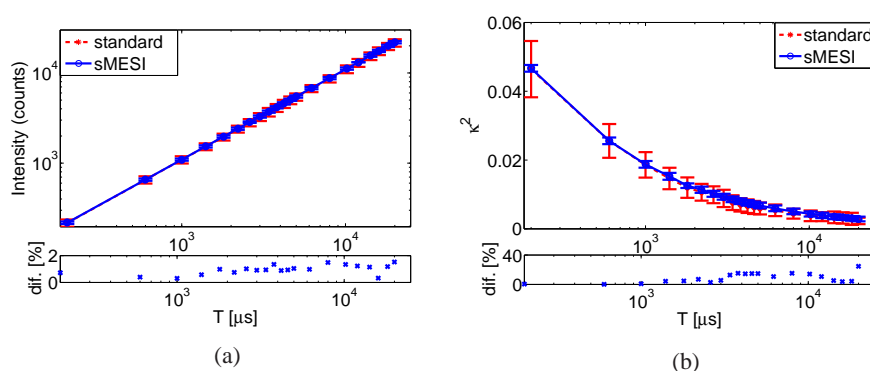 standard
sMESI
Intensity (counts)
10^4
10^3
10^3
10^4
dif. [%]
2
1
0
10^3
10^4
T [µs]
(a)
standard
sMESI
κ^2
0.06
0.04
0.02
0
10^3
10^4
dif. [%]
40
20
0
10^3
10^4
T [µs]
(b)